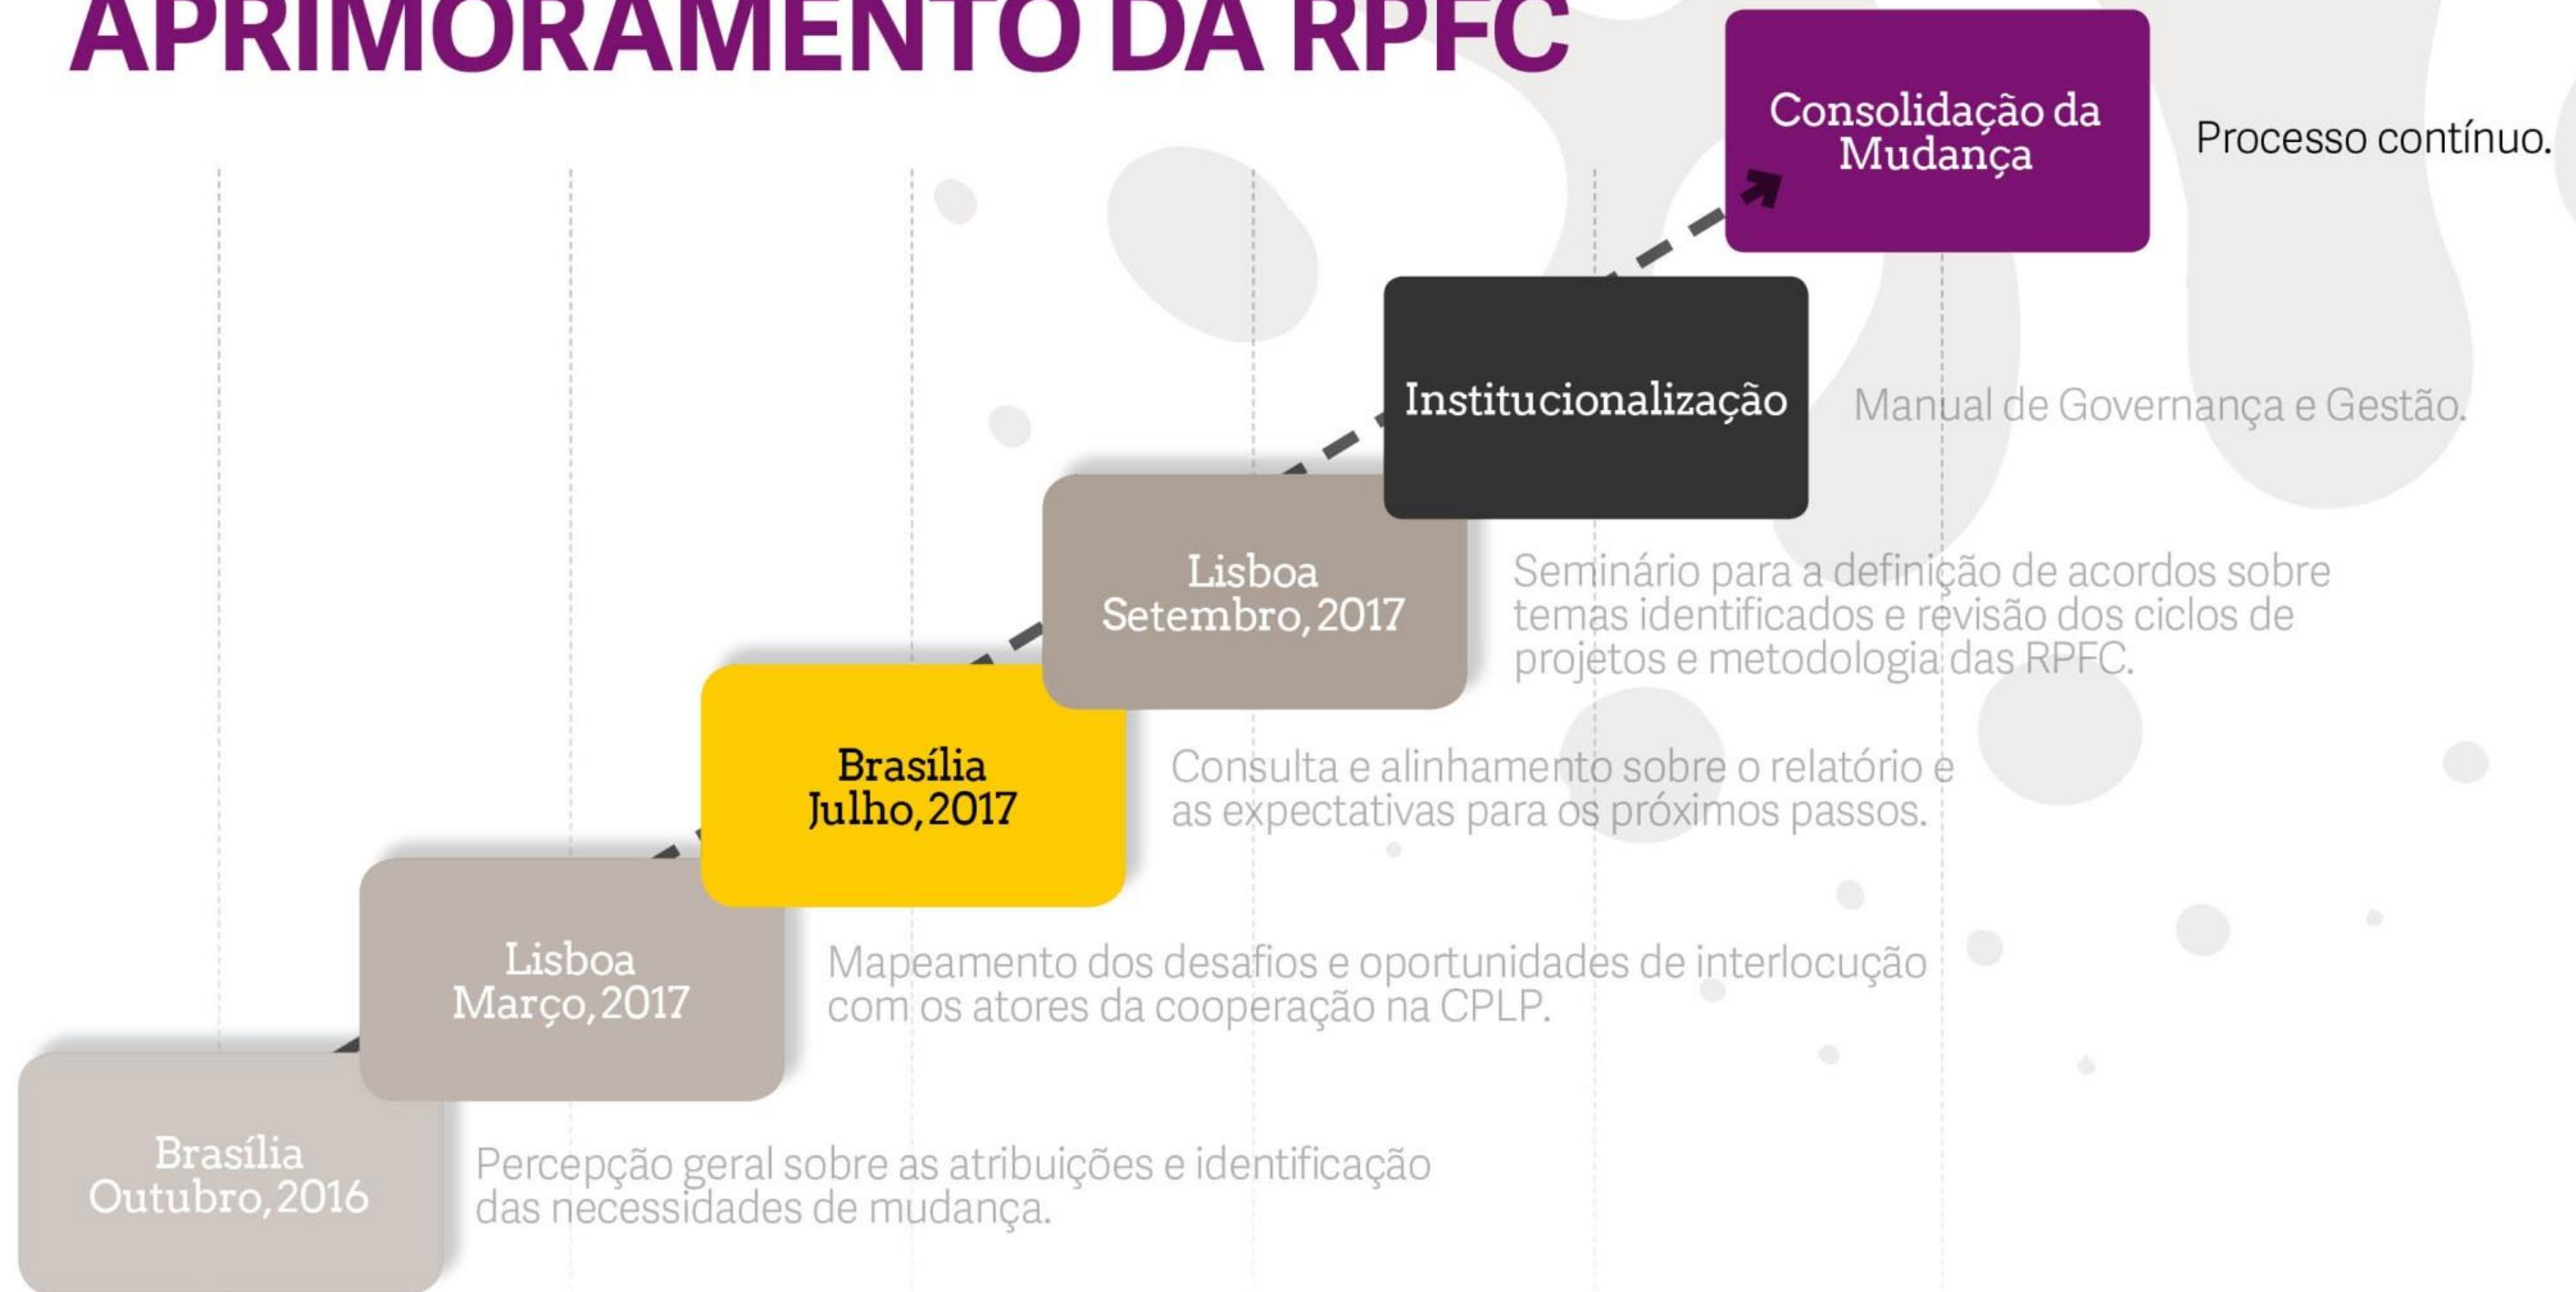 APRIMORAMENTO DA RPFC
Consolidação da
Mudança
Processo contínuo.
Institucionalização
Manual de Governança e Gestão.
Lisboa
Setembro, 2017
Seminário para a definição de acordos sobre
temas identificados e revisão dos ciclos de
projetos e metodologia das RPFC.
Brasília
Julho, 2017
Consulta e alinhamento sobre o relatório e
as expectativas para os próximos passos.
Lisboa
Março, 2017
Mapeamento dos desafios e oportunidades de interlocução
com os atores da cooperação na CPLP.
Brasília
Outubro, 2016
Percepção geral sobre as atribuições e identificação
das necessidades de mudança.